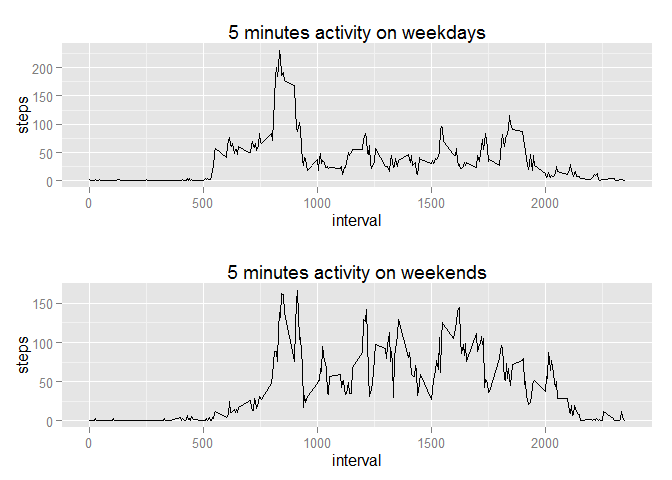 5 minutes activity on weekdays
steps
200
150
100
50
0
0 500 1000 1500 2000
interval
5 minutes activity on weekends
steps
150
100
50
0
0 500 1000 1500 2000
interval